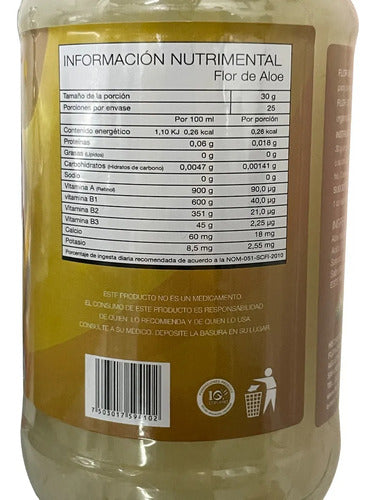 INFORMACIÓN NUTRIMENTAL
Flor de Aloe
Tamaño de la porción 30 g
Porciones por envase 25
Por 100 ml Por porción
Contenido energético 1,10 KJ 0,26 kcal 0,26 kcal
Proteínas 0,06 g 0,018 g
Grasas (Lípidos) 0 g 0 g
Carbohidratos (Hidratos de carbono) 0,0047 g 0,00141 g
Sodio 0 g 0 g
Vitamina A (Retinol) 900 g 90,0 µg
vitamina B1 600 g 40,0 µg
Vitamina B2 351 g 21,0 µg
Vitamina B3 45 g 2,25 µg
Calcio 60 mg 18 mg
Potasio 8,5 mg 2,55 mg
Porcentaje de ingesta diaria recomendada de acuerdo a la NOM-051-SCFI-2010
ESTE PRODUCTO NO ES UN MEDICAMENTO.
EL CONSUMO DE ESTE PRODUCTO ES RESPONSABILIDAD
DE QUIEN, LO RECOMIENDA Y DE QUIEN LO USA.
CONSULTE A SU MÉDICO. DEPOSITE LA BASURA EN SU LUGAR
7 503017 594102